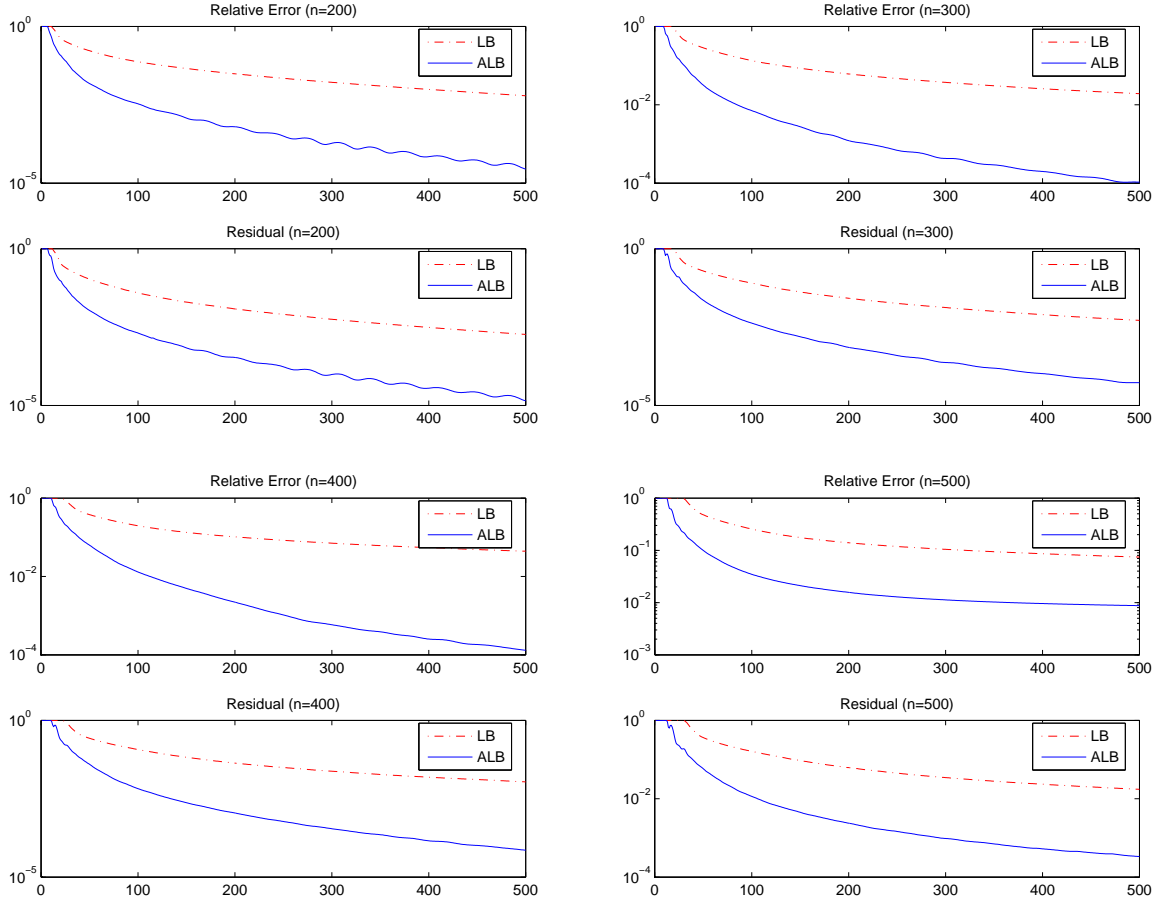 Relative Error (n=200)
10^0
10^-5
LB
ALB
0 100 200 300 400 500
Relative Error (n=300)
10^0
10^-2
10^-4
LB
ALB
0 100 200 300 400 500
Residual (n=200)
10^0
10^-5
LB
ALB
0 100 200 300 400 500
Residual (n=300)
10^0
10^-5
LB
ALB
0 100 200 300 400 500
Relative Error (n=400)
10^0
10^-2
10^-4
LB
ALB
0 100 200 300 400 500
Relative Error (n=500)
10^0
10^-1
10^-2
10^-3
LB
ALB
0 100 200 300 400 500
Residual (n=400)
10^0
10^-5
LB
ALB
0 100 200 300 400 500
Residual (n=500)
10^0
10^-2
10^-4
LB
ALB
0 100 200 300 400 500